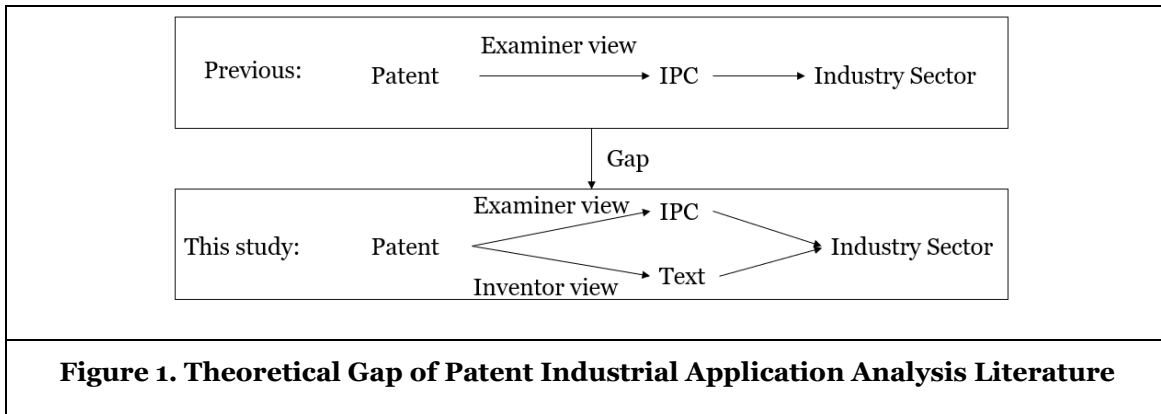 Examiner view
Previous: Patent IPC Industry Sector
Gap
Examiner view IPC
This study: Patent Industry Sector
Inventor view Text
Figure 1. Theoretical Gap of Patent Industrial Application Analysis Literature